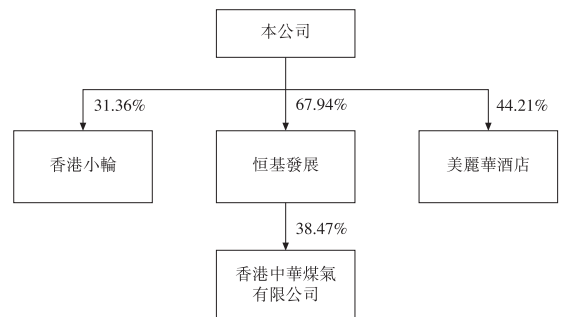 本公司
31.36%
67.94%
44.21%
香港小輪
恒基發展
美麗華酒店
38.47%
香港中華煤氣
有限公司